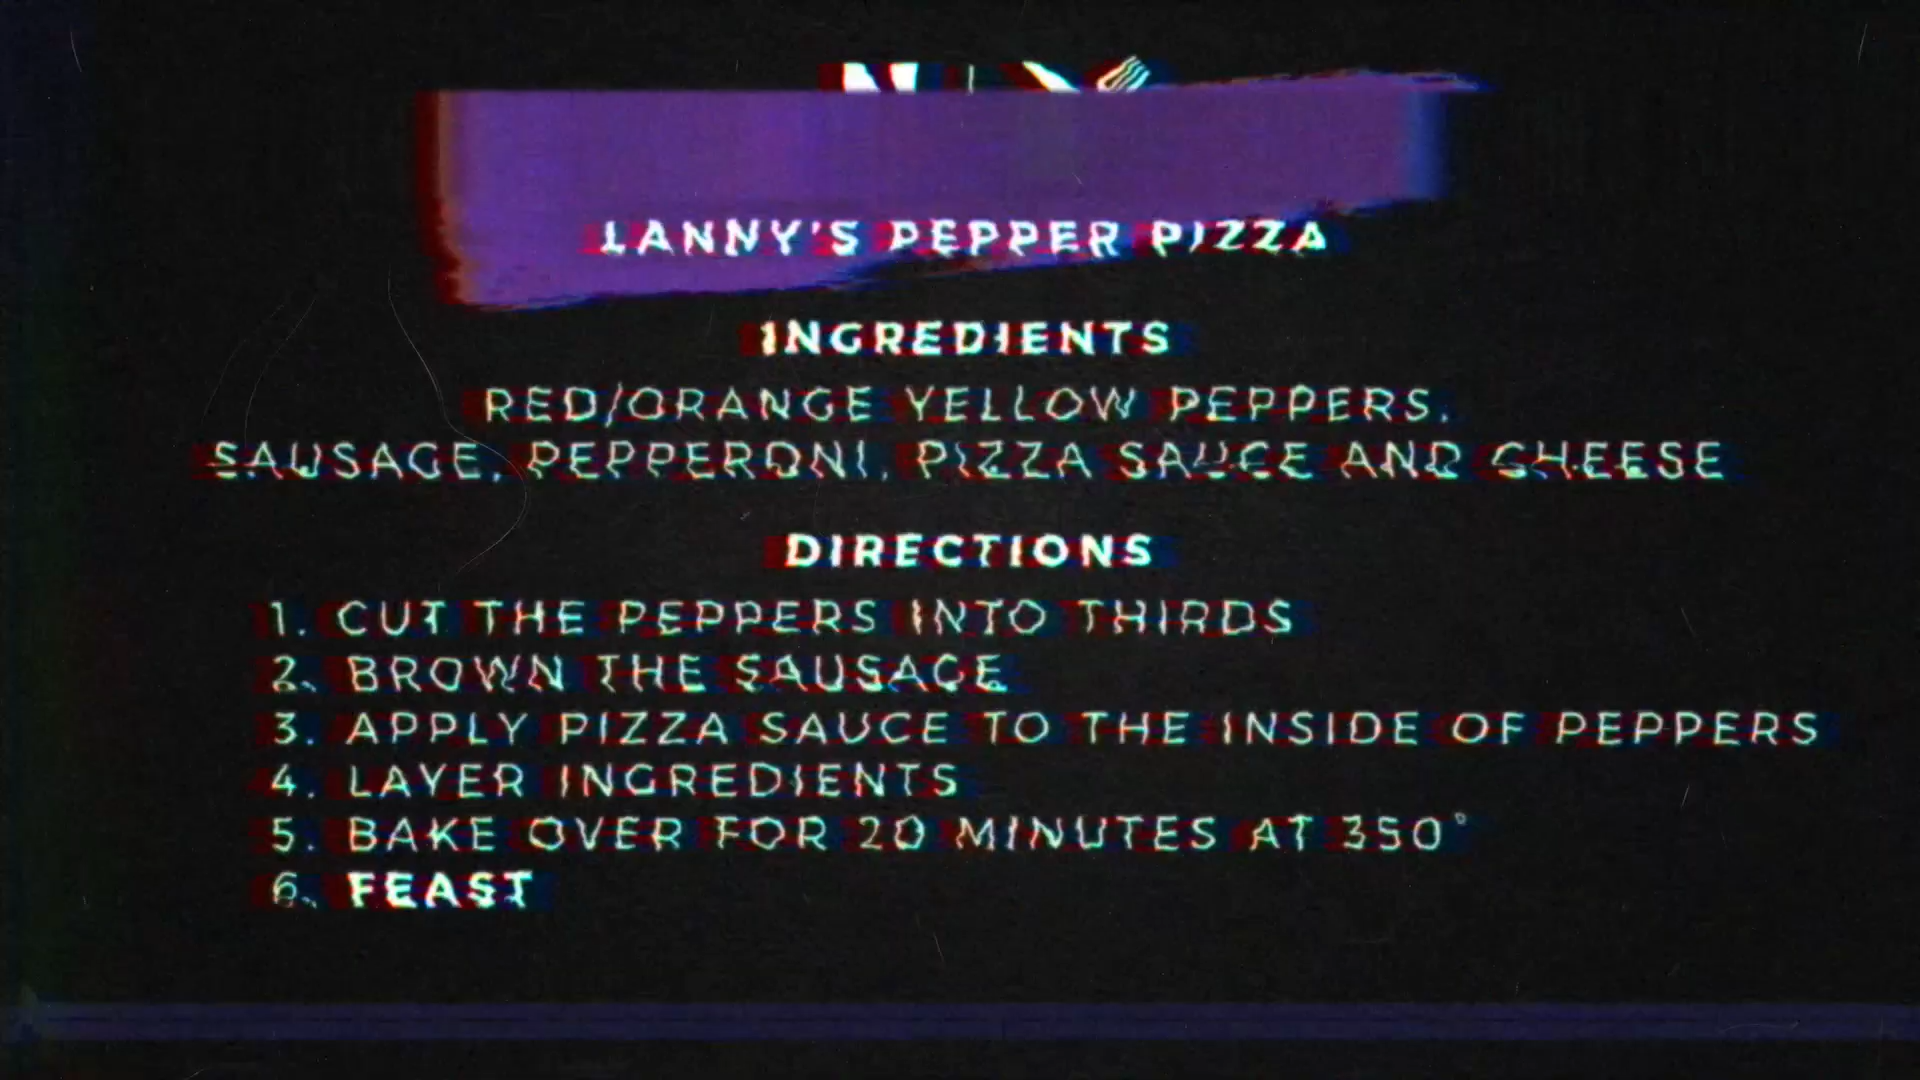 LANNY'S PEPPER PIZZA
INGREDIENTS
RED/ORANGE YELLOW PEPPERS,
SAUSAGE, PEPPERONI, PIZZA SAUCE AND CHEESE
DIRECTIONS
1. CUT THE PEPPERS INTO THIRDS
2. BROWN THE SAUSAGE
3. APPLY PIZZA SAUCE TO THE INSIDE OF PEPPERS
4. LAYER INGREDIENTS
5. BAKE OVER FOR 20 MINUTES AT 350°
6. FEAST